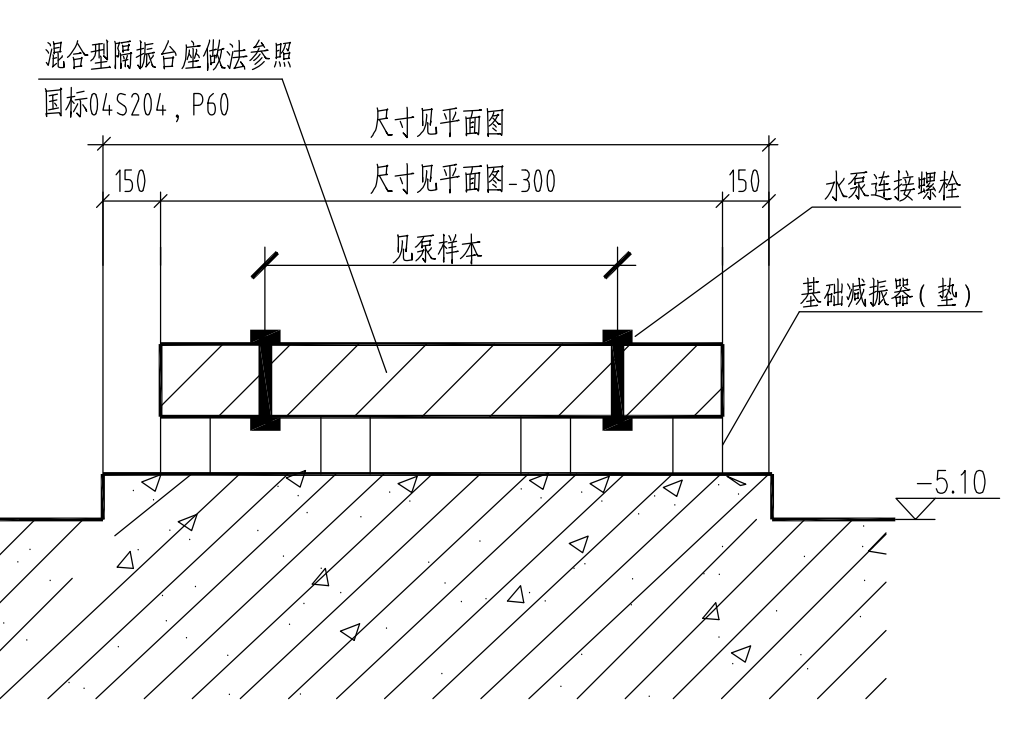 混合型隔振台座做法参照
国标04S204，P60
尺寸见平面图
150
尺寸见平面图-300
150
水泵连接螺栓
见泵样本
基础减振器(垫)
-5.10